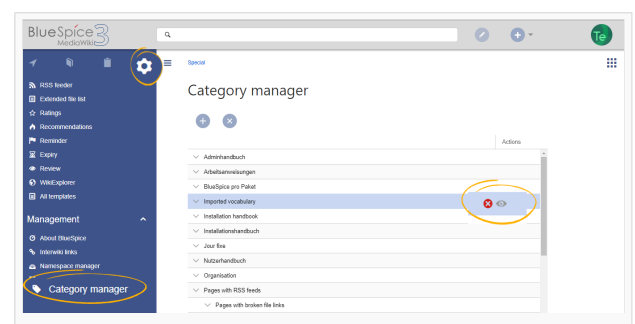 BlueSpice 3
MediaWiki
Te
Special
RSS feeder
Extended file list
Ratings
Recommendations
Reminder
Expiry
Review
WikiExplorer
All templates
Management
About BlueSpice
Interwiki links
Namespace manager
Category manager
Category manager
Actions
Adminhandbuch
Arbeitsanweisungen
BlueSpice pro Paket
Imported vocabulary
Installation handbook
Installationshandbuch
Jour fixe
Nutzerhandbuch
Organisation
Pages with RSS feeds
Pages with broken file links